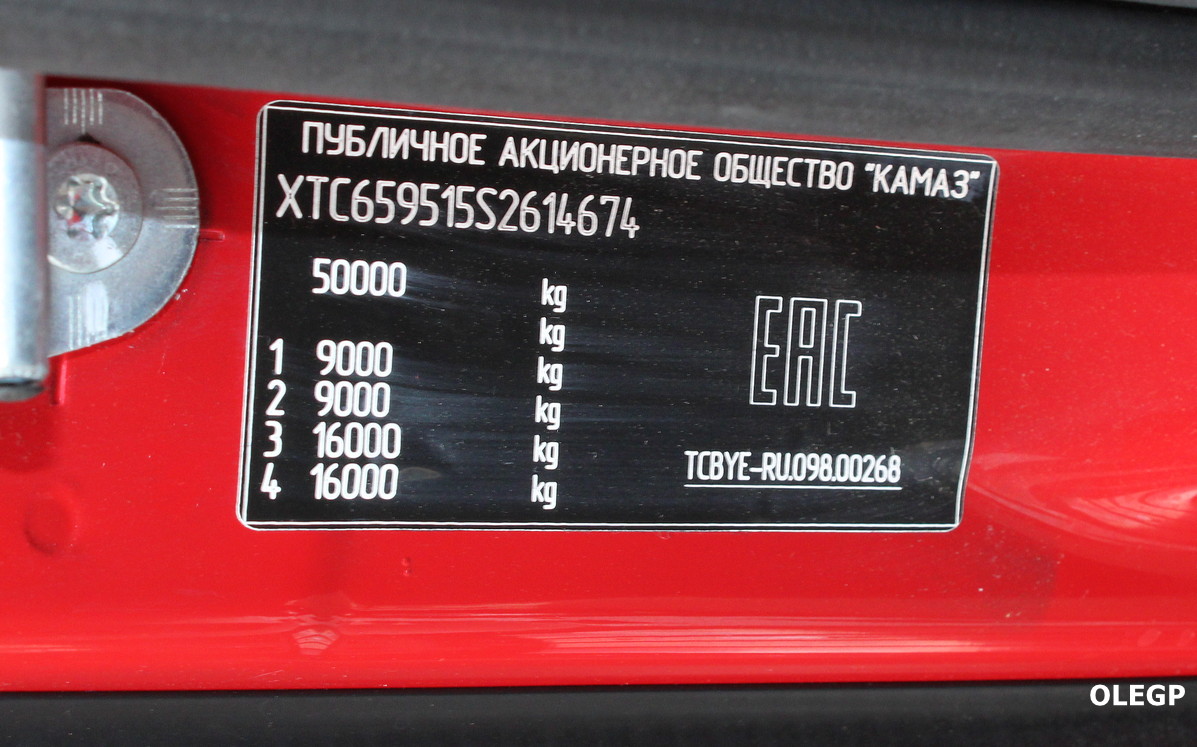 ПУБЛИЧНОЕ АКЦИОНЕРНОЕ ОБЩЕСТВО "КАМАЗ"
XTC659515S2614674
50000 kg
kg
1 9000 kg
2 9000 kg
3 16000 kg
4 16000 kg
EAC
TCBYE-RU.098.00268
OLEGP